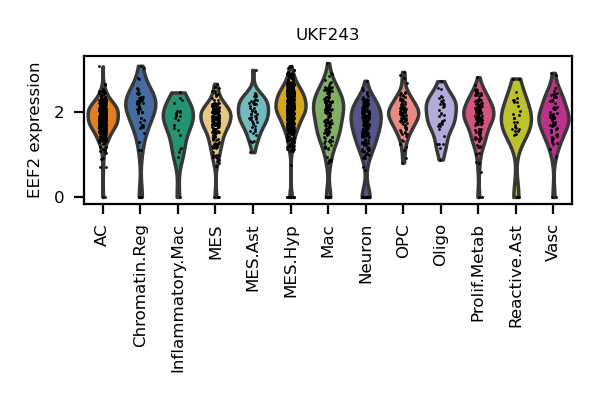 UKF243
EEF2 expression
2
0
AC
Chromatin.Reg
Inflammatory.Mac
MES
MES.Ast
MES.Hyp
Mac
Neuron
OPC
Oligo
Prolif.Metab
Reactive.Ast
Vasc